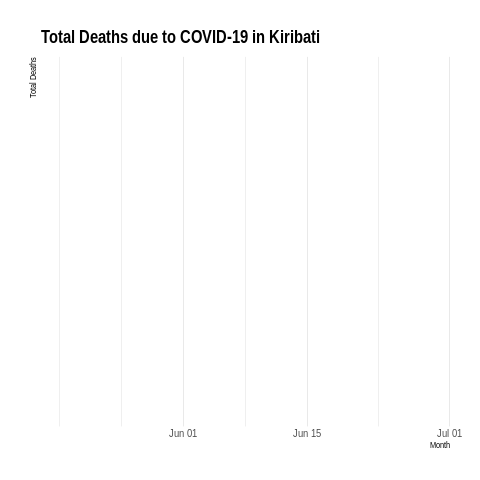 Total Deaths due to COVID-19 in Kiribati
Total Deaths
Jun 01
Jun 15
Jul 01
Month